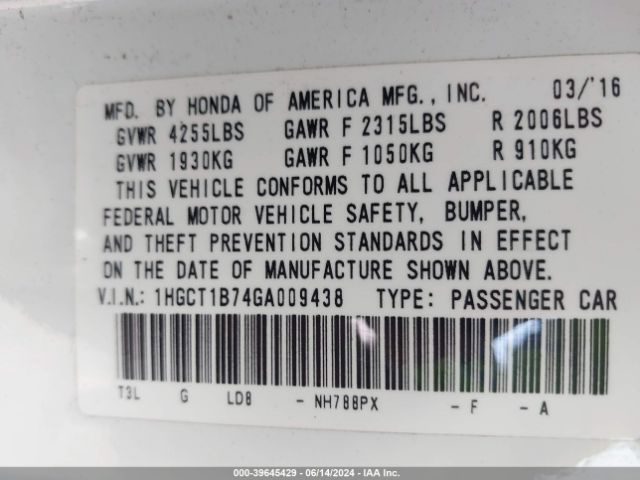 MFD. BY HONDA OF AMERICA MFG., INC. 03/'16
GVWR 4255LBS GAWR F 2315LBS R 2006LBS
GVWR 1930KG GAWR F 1050KG R 910KG
THIS VEHICLE CONFORMS TO ALL APPLICABLE
FEDERAL MOTOR VEHICLE SAFETY, BUMPER,
AND THEFT PREVENTION STANDARDS IN EFFECT
ON THE DATE OF MANUFACTURE SHOWN ABOVE.
V.I.N.: 1HGCT1B74GA009438 TYPE: PASSENGER CAR
T3L G LD8 - NH788PX - F - A
000-39645429 - 06/14/2024 - IAA Inc.